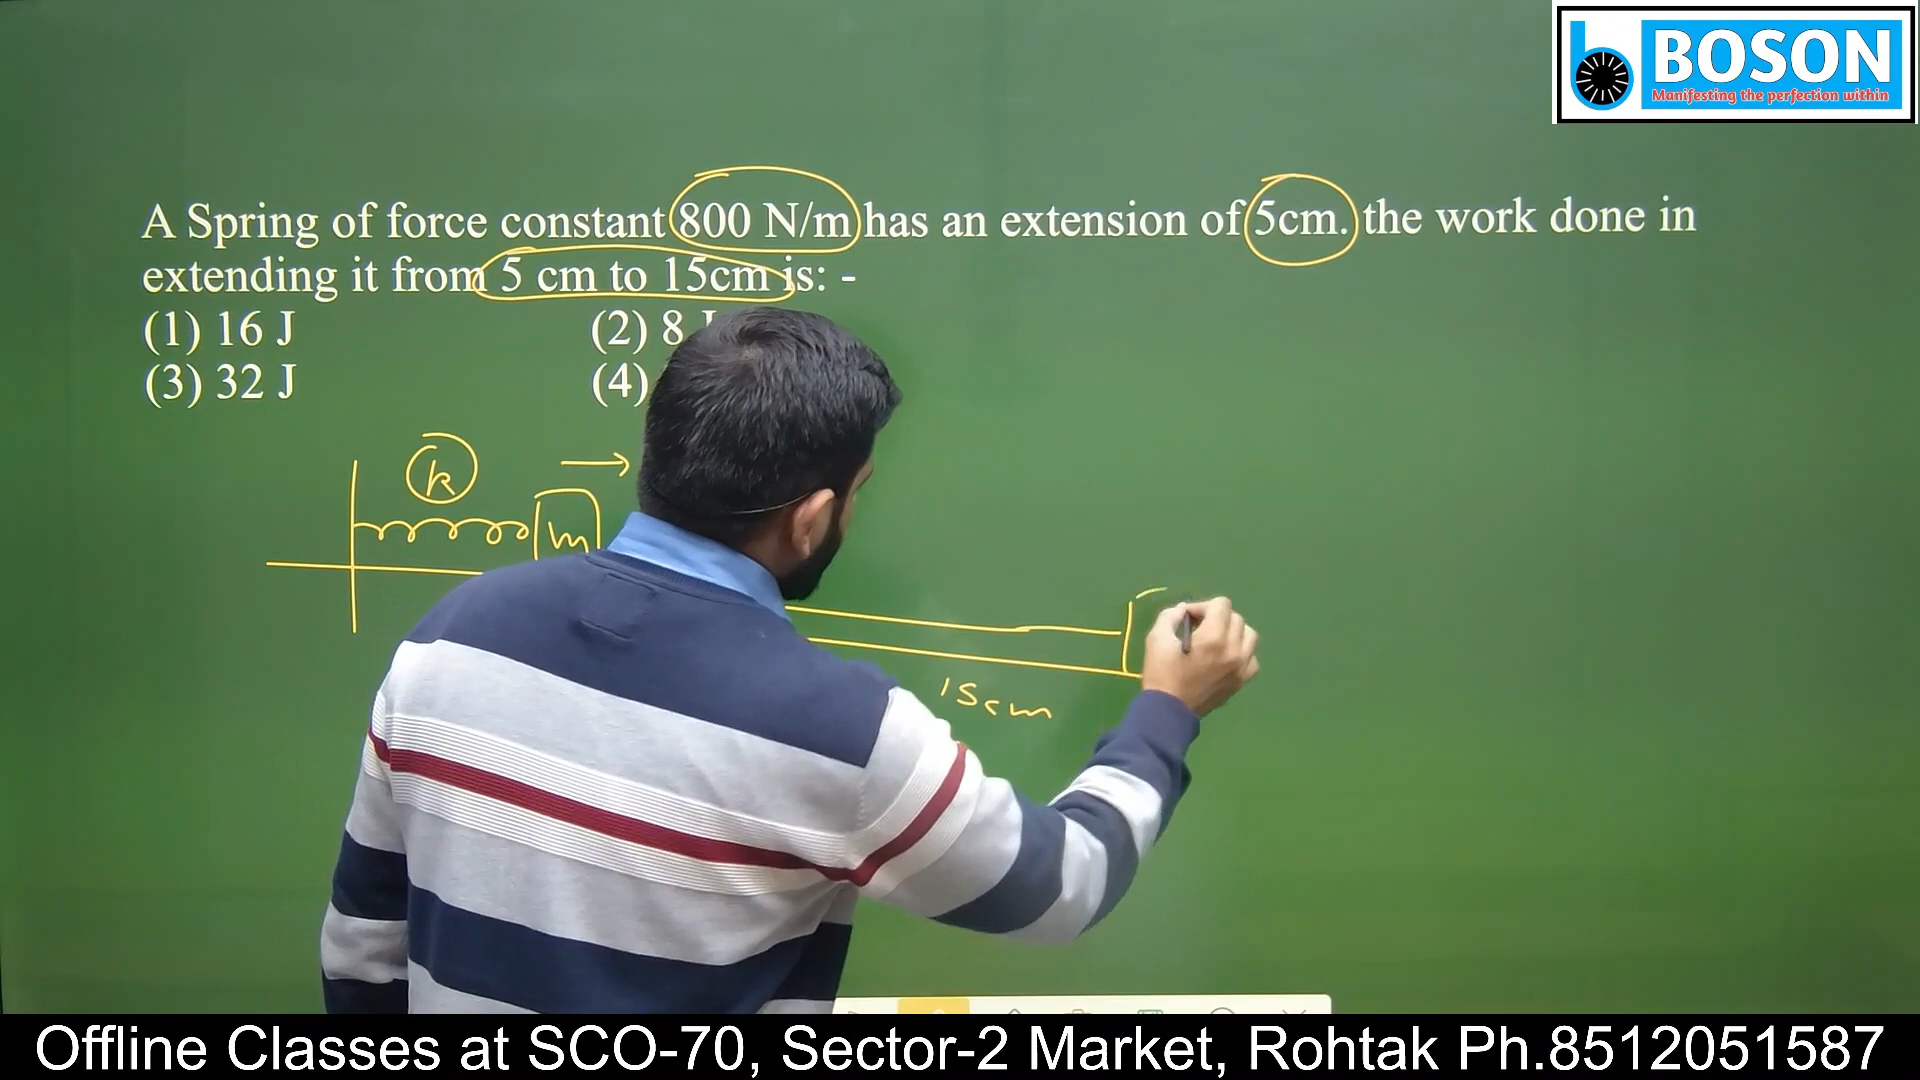 BOSON
Manifesting the perfection within
A Spring of force constant 800 N/m has an extension of 5cm. the work done in
extending it from 5 cm to 15cm is: -
(1) 16 J
(2) 8 J
(3) 32 J
(4)
k
m
15cm
Offline Classes at SCO-70, Sector-2 Market, Rohtak Ph.8512051587